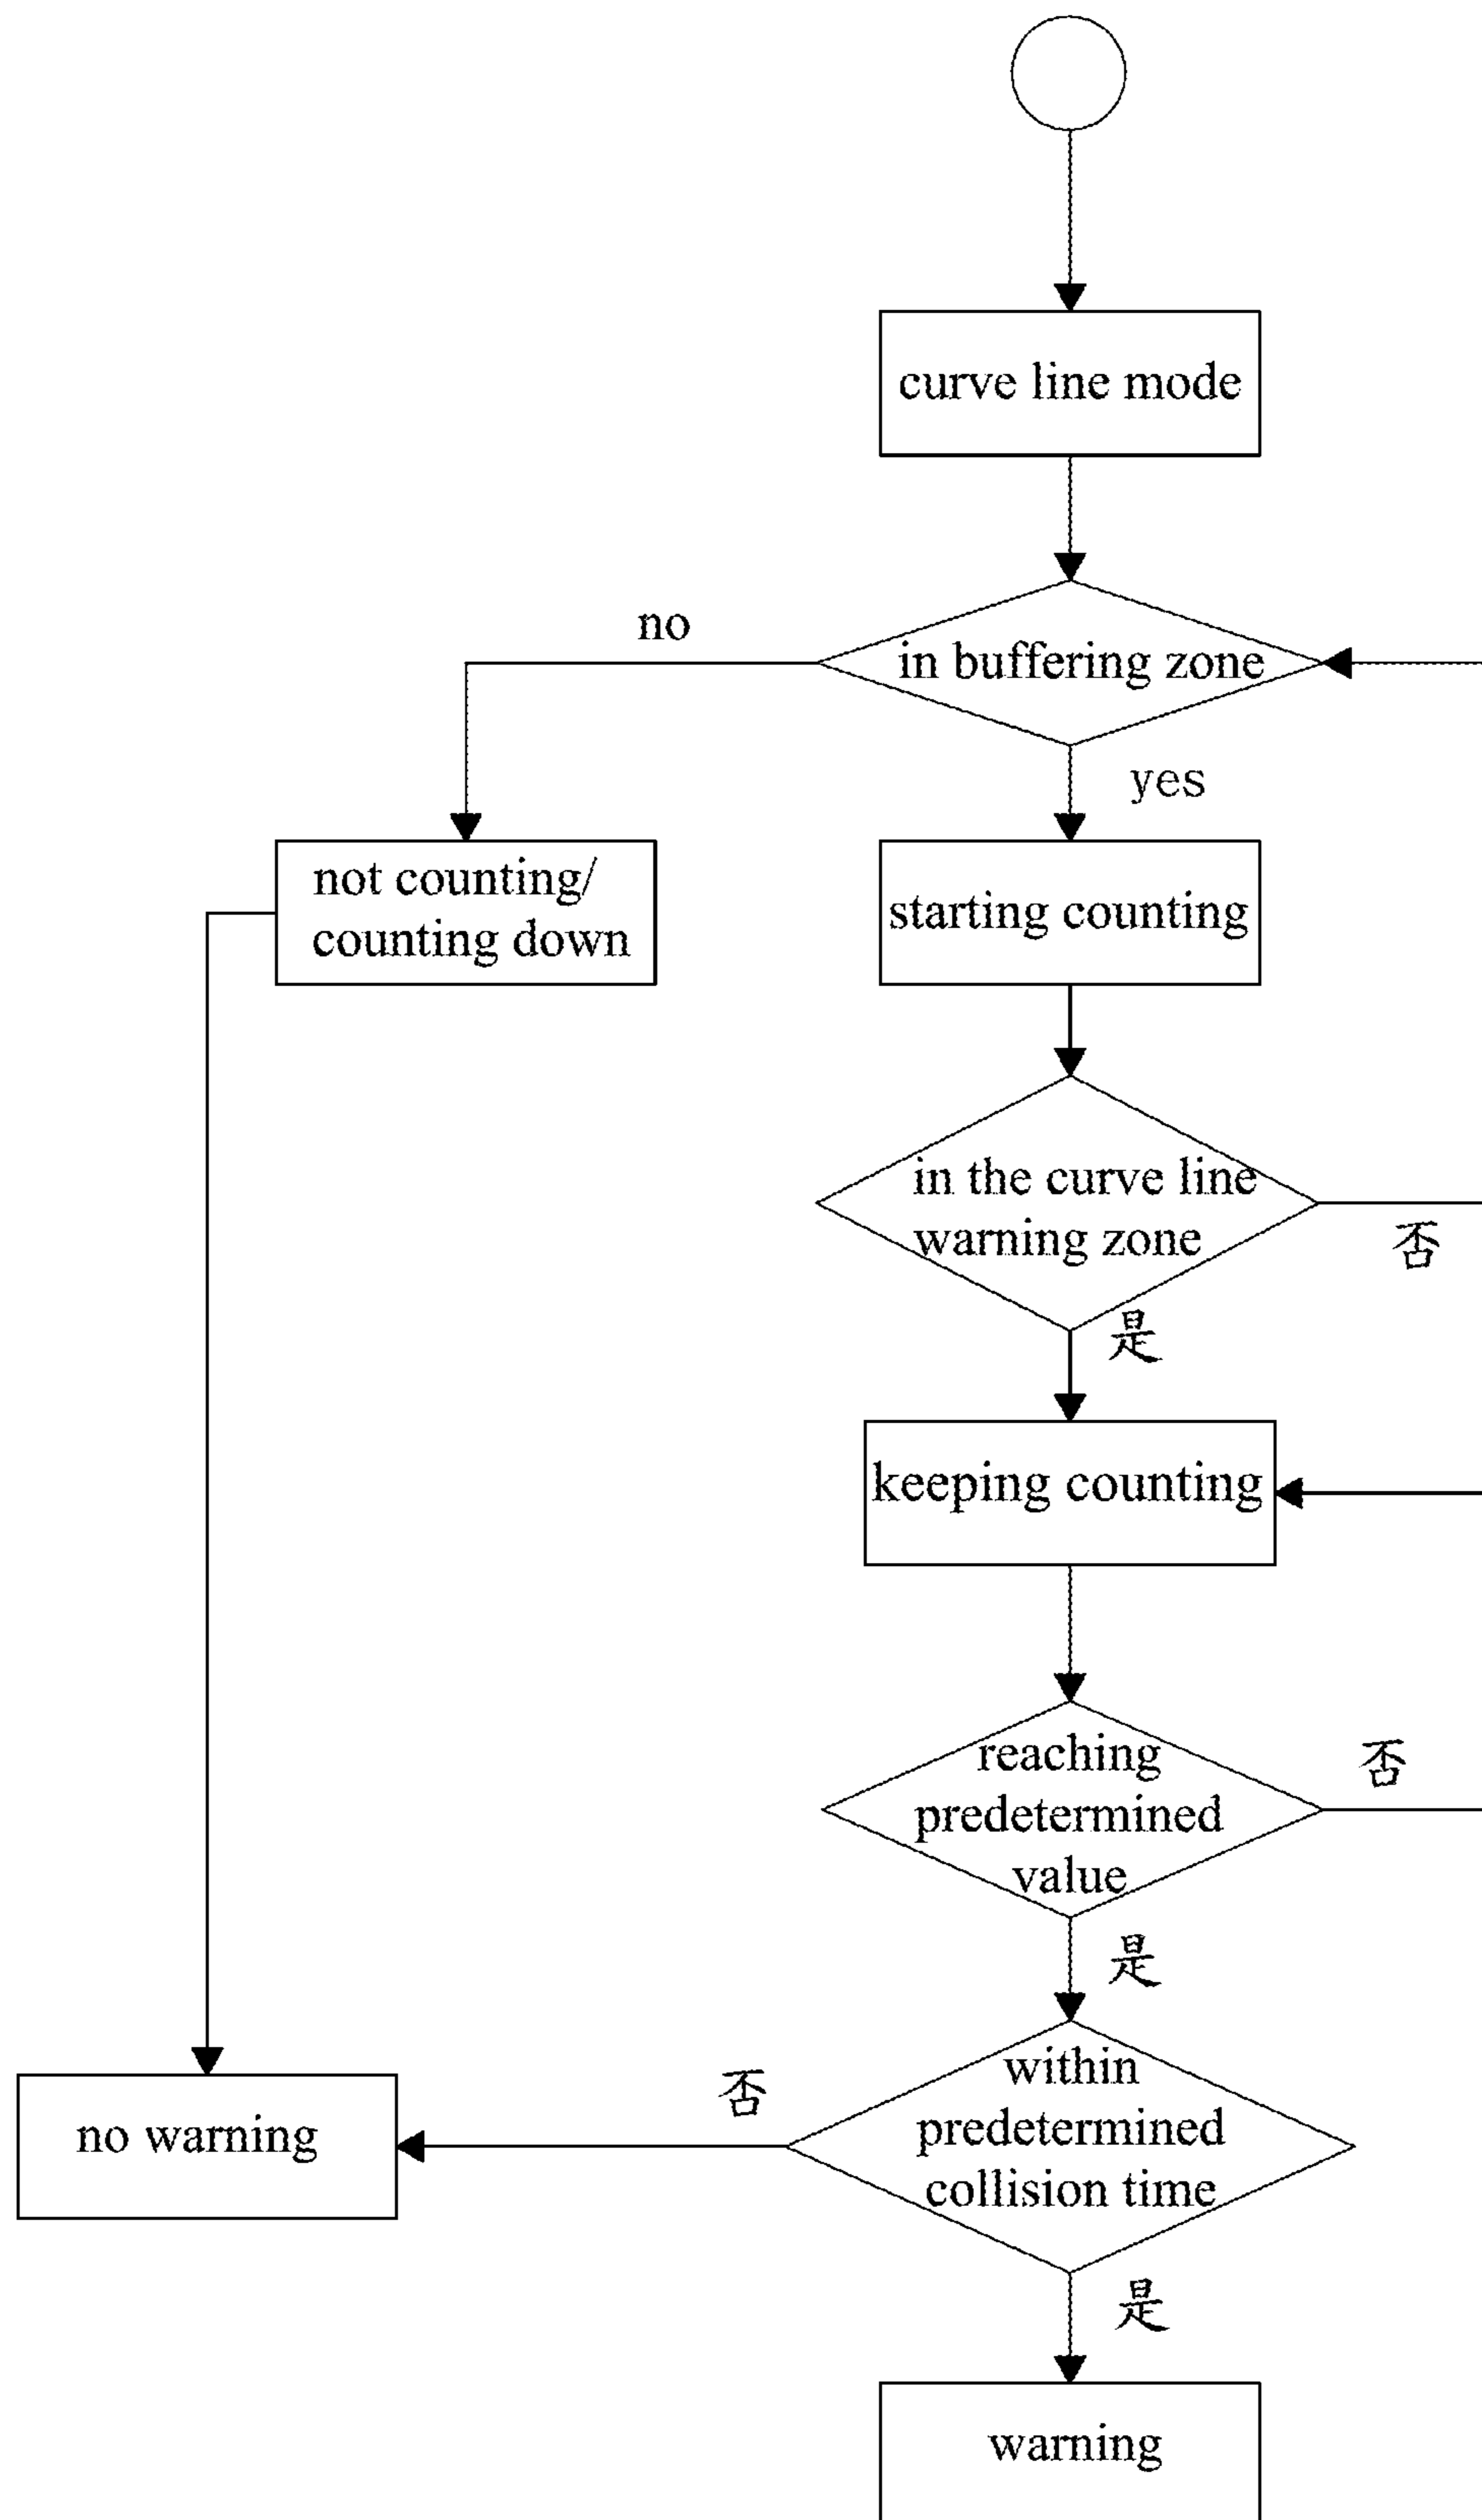 curve line mode
no
in buffering zone
yes
not counting/
counting down
starting counting
in the curve line
warning zone
否
是
keeping counting
否
reaching
predetermined
value
是
within
predetermined
collision time
否
no warning
是
warning